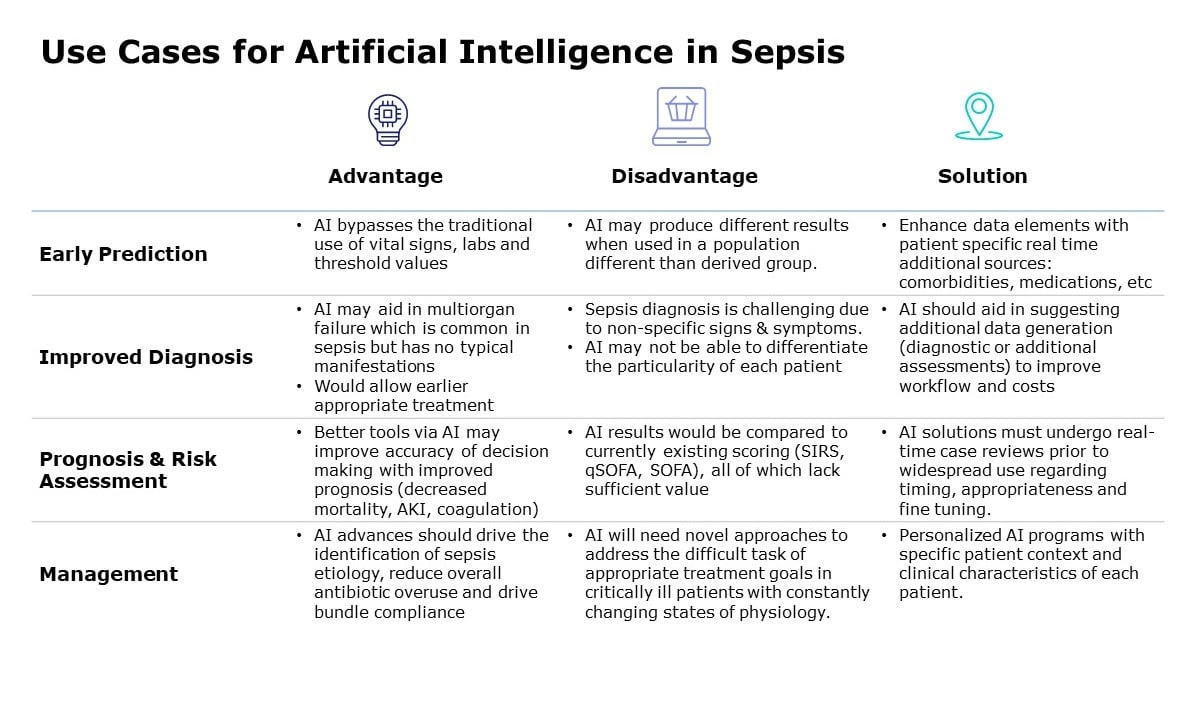 Use Cases for Artificial Intelligence in Sepsis
Advantage
Disadvantage
Solution
Early Prediction
• AI bypasses the traditional
use of vital signs, labs and
threshold values
• AI may produce different results
when used in a population
different than derived group.
• Enhance data elements with
patient specific real time
additional sources:
comorbidities, medications, etc
Improved Diagnosis
• AI may aid in multiorgan
failure which is common in
sepsis but has no typical
manifestations
• Would allow earlier
appropriate treatment
• Sepsis diagnosis is challenging due
to non-specific signs & symptoms.
• AI may not be able to differentiate
the particularity of each patient
• AI should aid in suggesting
additional data generation
(diagnostic or additional
assessments) to improve
workflow and costs
Prognosis & Risk
Assessment
• Better tools via AI may
improve accuracy of decision
making with improved
prognosis (decreased
mortality, AKI, coagulation)
• AI results would be compared to
currently existing scoring (SIRS,
qSOFA, SOFA), all of which lack
sufficient value
• AI solutions must undergo real-
time case reviews prior to
widespread use regarding
timing, appropriateness and
fine tuning.
Management
• AI advances should drive the
identification of sepsis
etiology, reduce overall
antibiotic overuse and drive
bundle compliance
• AI will need novel approaches to
address the difficult task of
appropriate treatment goals in
critically ill patients with constantly
changing states of physiology.
• Personalized AI programs with
specific patient context and
clinical characteristics of each
patient.